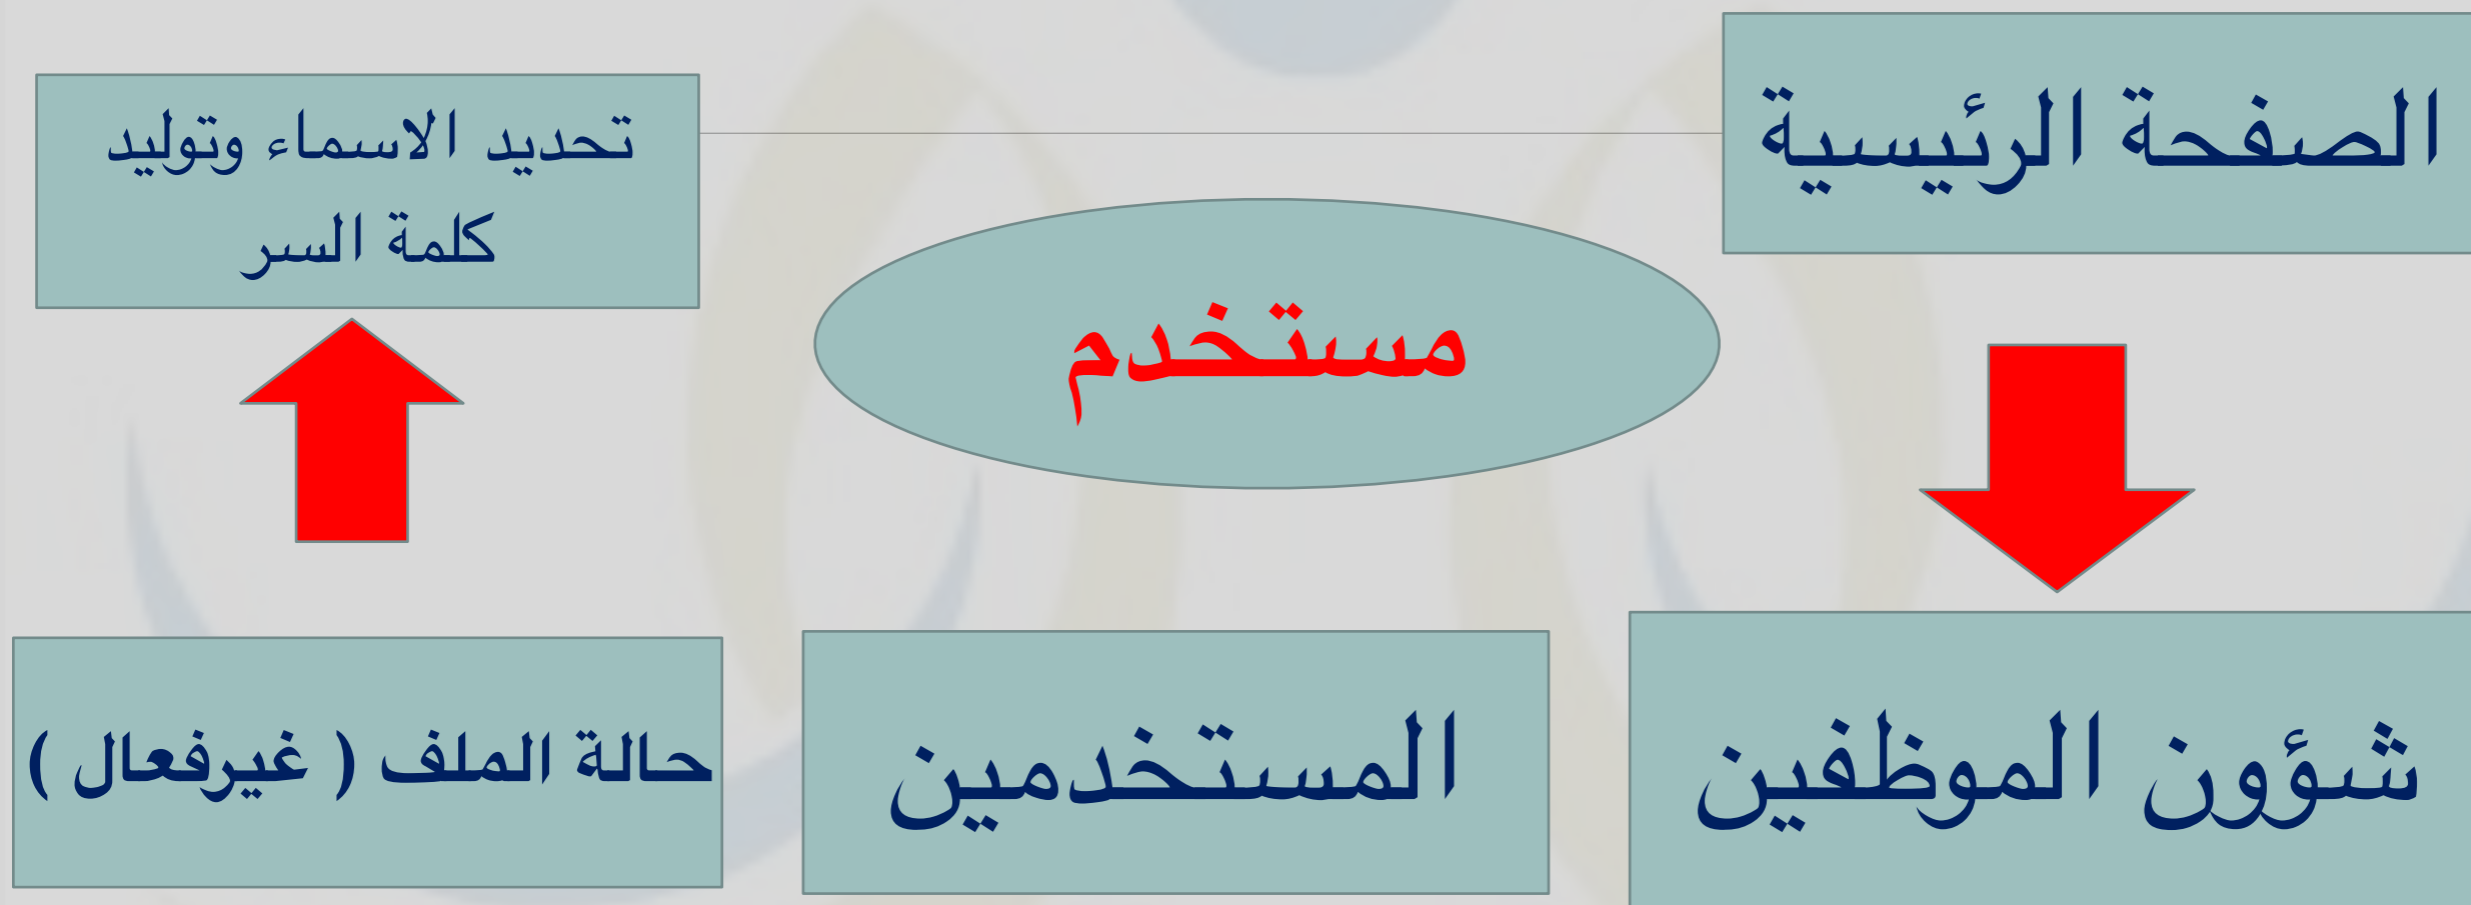 الصفحة الرئيسية
تحديد الاسماء وتوليد
كلمة السر
مستخدم
شؤون الموظفين
المستخدمين
حالة الملف ( غيرفعال )